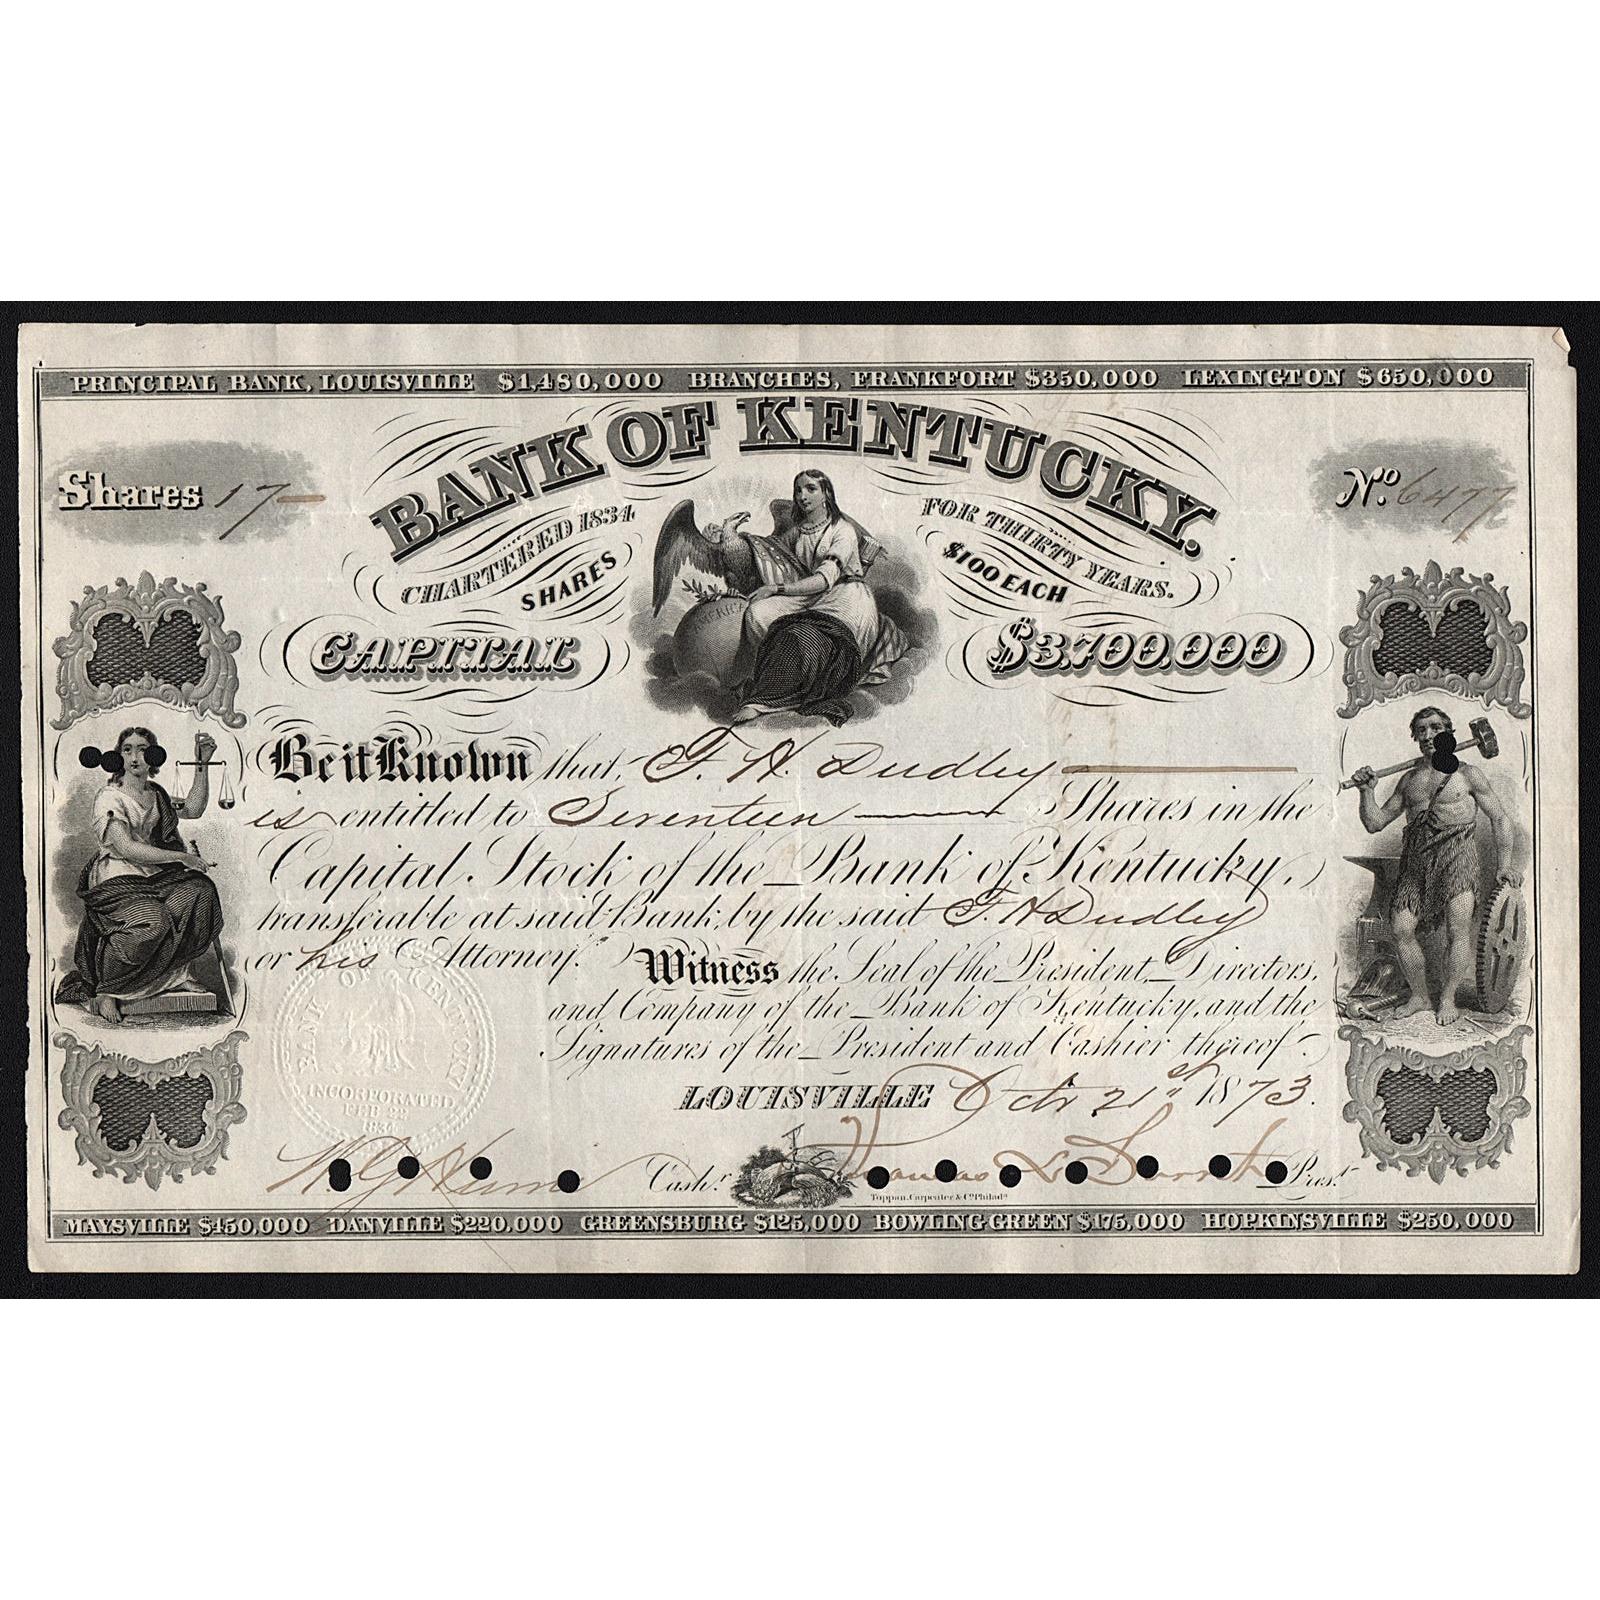 PRINCIPAL BANK, LOUISVILLE $1,480,000 BRANCHES, FRANKFORT $350,000 LEXINGTON $650,000
BANK OF KENTUCKY.
Shares 17
No. 6477
CHARTERED 1834 FOR THIRTY YEARS.
SHARES $100 EACH
AMERICA
CAPITAL $3,700,000
Be it Known that, F. H. Dudley
is entitled to Seventeen Shares in the
Capital Stock of the Bank of Kentucky,
transferable at said Bank, by the said F. H Dudley
or his Attorney.
Witness the Seal of the President, Directors,
and Company of the Bank of Kentucky, and the
Signatures of the President and Cashier thereof.
BANK OF KENTUCKY
INCORPORATED
FEB 22
1834
LOUISVILLE Octr 21st 1873.
Cashr.
Prest.
Toppan, Carpenter & Co. Philada
MAYSVILLE $450,000 DANVILLE $220,000 GREENSBURG $125,000 BOWLING-GREEN $175,000 HOPKINSVILLE $250,000